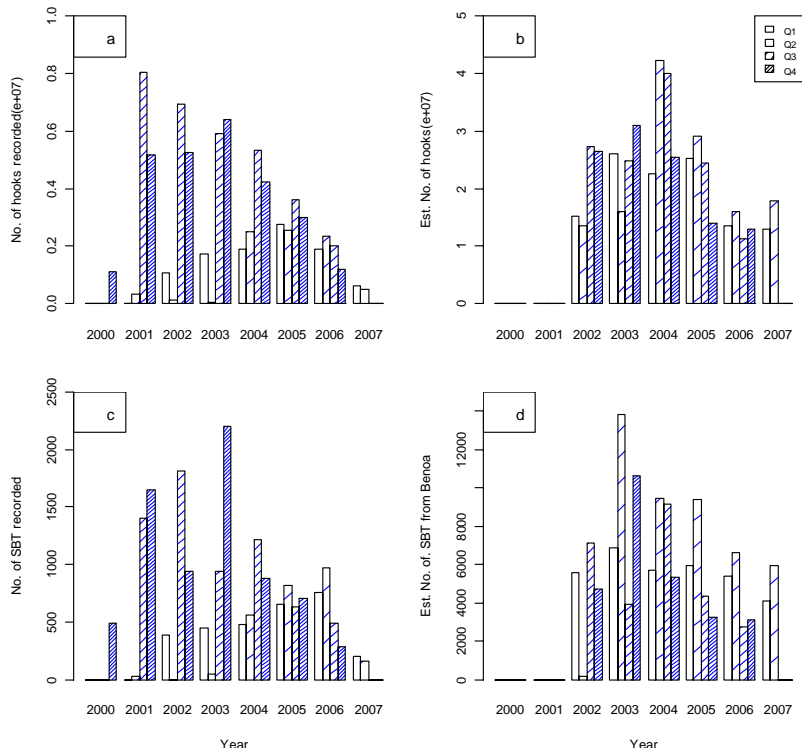 a
No. of hooks recorded(e+07)
1.0
0.8
0.6
0.4
0.2
0.0
2000 2001 2002 2003 2004 2005 2006 2007
b
Q1
Q2
Q3
Q4
Est. No. of hooks(e+07)
5
4
3
2
1
0
2000 2001 2002 2003 2004 2005 2006 2007
c
No. of SBT recorded
2500
2000
1500
1000
500
0
2000 2001 2002 2003 2004 2005 2006 2007
Year
d
Est. No. of. SBT from Benoa
12000
8000
6000
4000
2000
0
2000 2001 2002 2003 2004 2005 2006 2007
Year